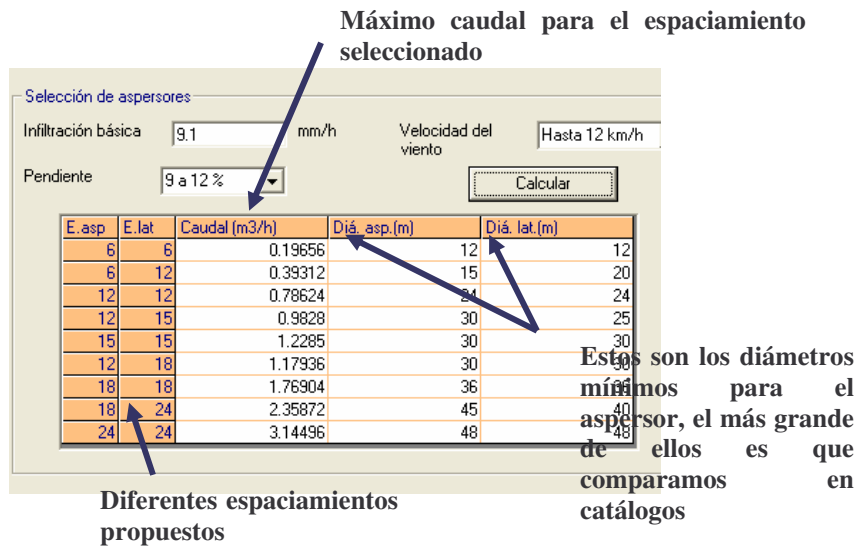 Máximo caudal para el espaciamiento
seleccionado
Selección de aspersores
Infiltración básica 9.1 mm/h Velocidad del viento Hasta 12 km/h
Pendiente 9 a 12 % Calcular
E.asp E.lat Caudal (m3/h) Diá. asp.(m) Diá. lat.(m)
6 6 0.19656 12 12
6 12 0.39312 15 20
12 12 0.78624 24 24
12 15 0.9828 30 25
15 15 1.2285 30 30
12 18 1.17936 30 30
18 18 1.76904 36 36
18 24 2.35872 45 40
24 24 3.14496 48 48
Estos son los diámetros
mínimos para el
aspersor, el más grande
de ellos es que
comparamos en
catálogos
Diferentes espaciamientos
propuestos